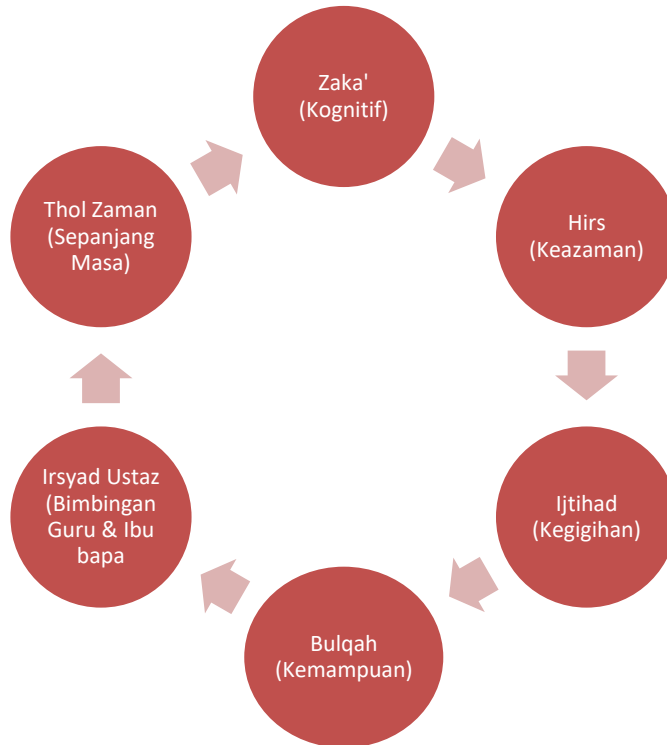 Zaka'
(Kognitif)
Hirs
(Keazaman)
Ijtihad
(Kegigihan)
Bulqah
(Kemampuan)
Irsyad Ustaz
(Bimbingan
Guru & Ibu
bapa
Thol Zaman
(Sepanjang
Masa)